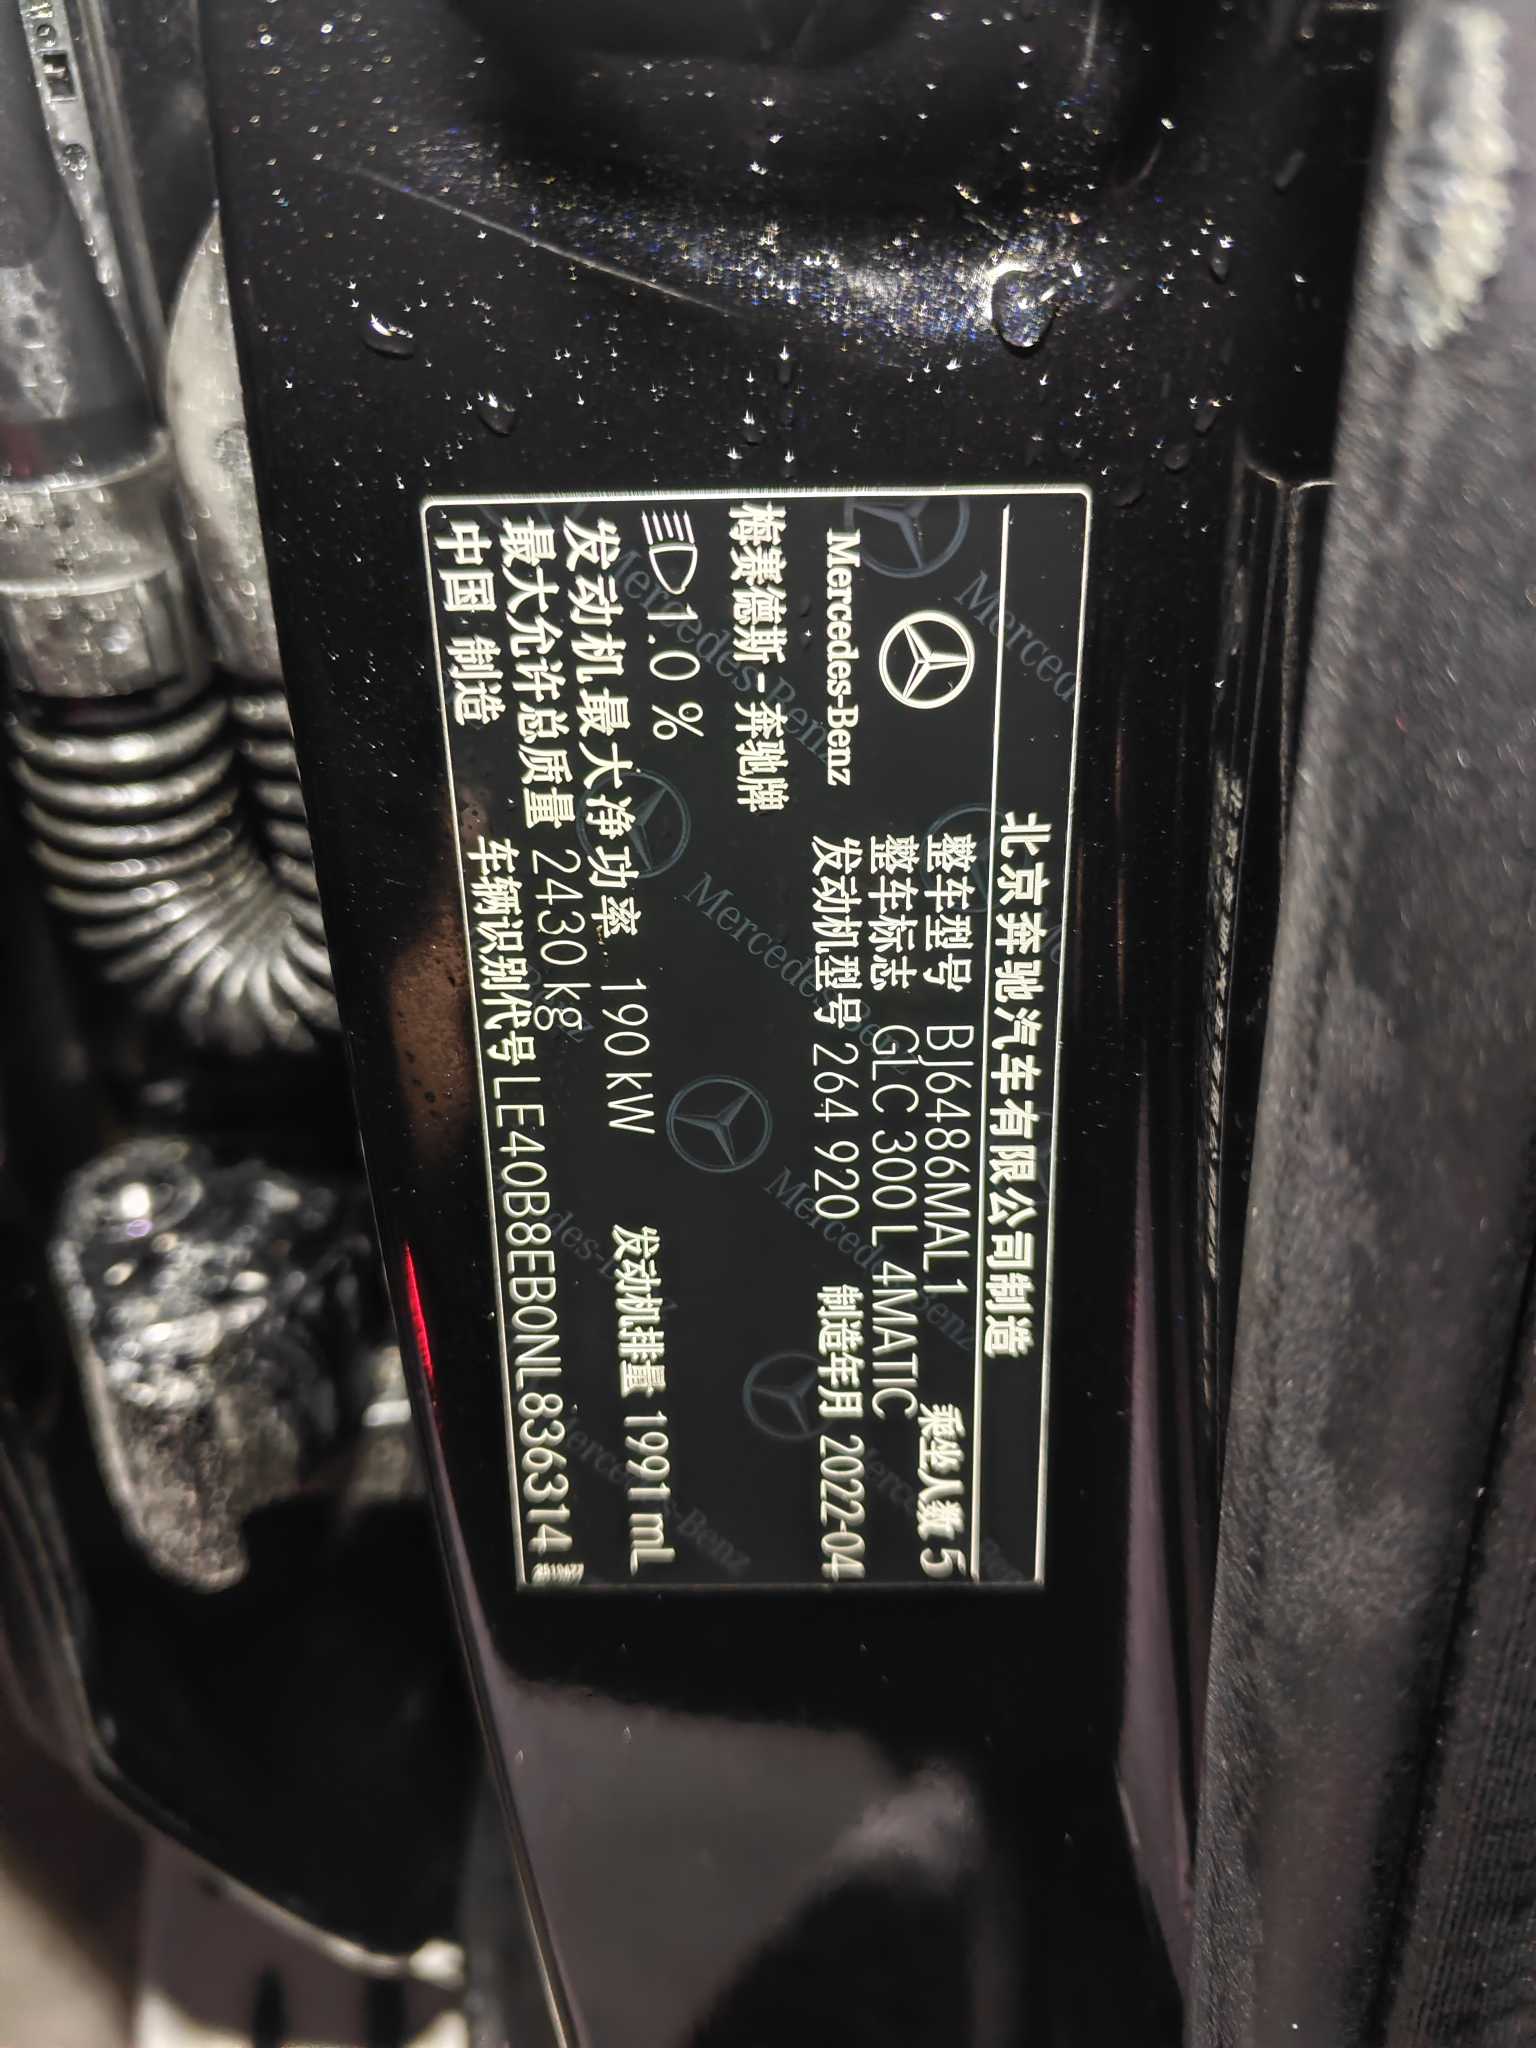 北京奔驰汽车有限公司制造
整车型号 BJ6486MAL1 乘坐人数 5
整车标志 GLC 300 L 4MATIC
Mercedes-Benz 发动机型号 264 920 制造年月 2022-04
梅赛德斯-奔驰牌
1.0 %
发动机最大净功率 190 kW 发动机排量 1991 mL
最大允许总质量 2430 kg
中国 制造 车辆识别代号 LE40B8EB0NL836314